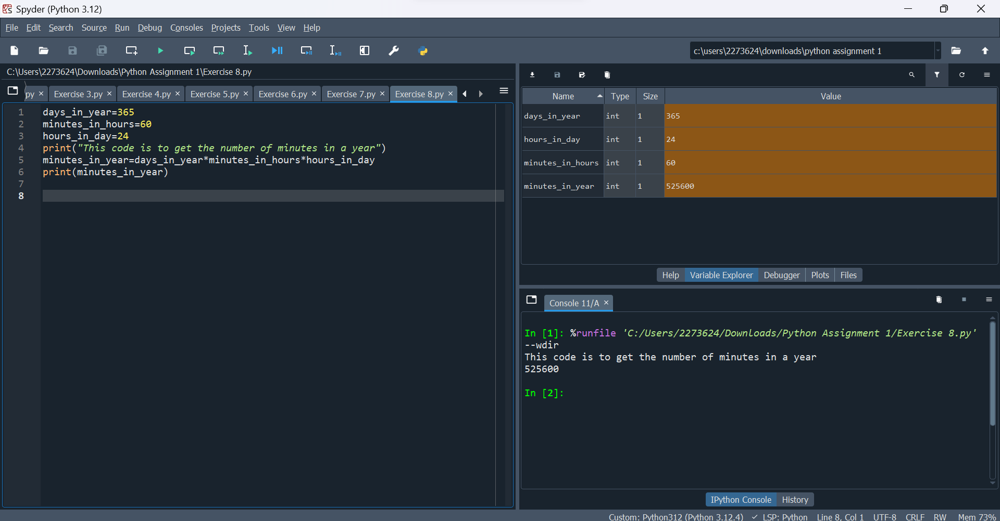 Spyder (Python 3.12)
File Edit Search Source Run Debug Consoles Projects Tools View Help
c:\users\2273624\downloads\python assignment 1
C:\Users\2273624\Downloads\Python Assignment 1\Exercise 8.py
py Exercise 3.py Exercise 4.py Exercise 5.py Exercise 6.py Exercise 7.py Exercise 8.py
1 days_in_year=365
2 minutes_in_hours=60
3 hours_in_day=24
4 print("This code is to get the number of minutes in a year")
5 minutes_in_year=days_in_year*minutes_in_hours*hours_in_day
6 print(minutes_in_year)
7
8
Name Type Size Value
days_in_year int 1 365
hours_in_day int 1 24
minutes_in_hours int 1 60
minutes_in_year int 1 525600
Help Variable Explorer Debugger Plots Files
Console 11/A
In [1]: %runfile 'C:/Users/2273624/Downloads/Python Assignment 1/Exercise 8.py'
--wdir
This code is to get the number of minutes in a year
525600
In [2]:
IPython Console History
Custom: Python312 (Python 3.12.4) ✓ LSP: Python Line 8, Col 1 UTF-8 CRLF RW Mem 73%